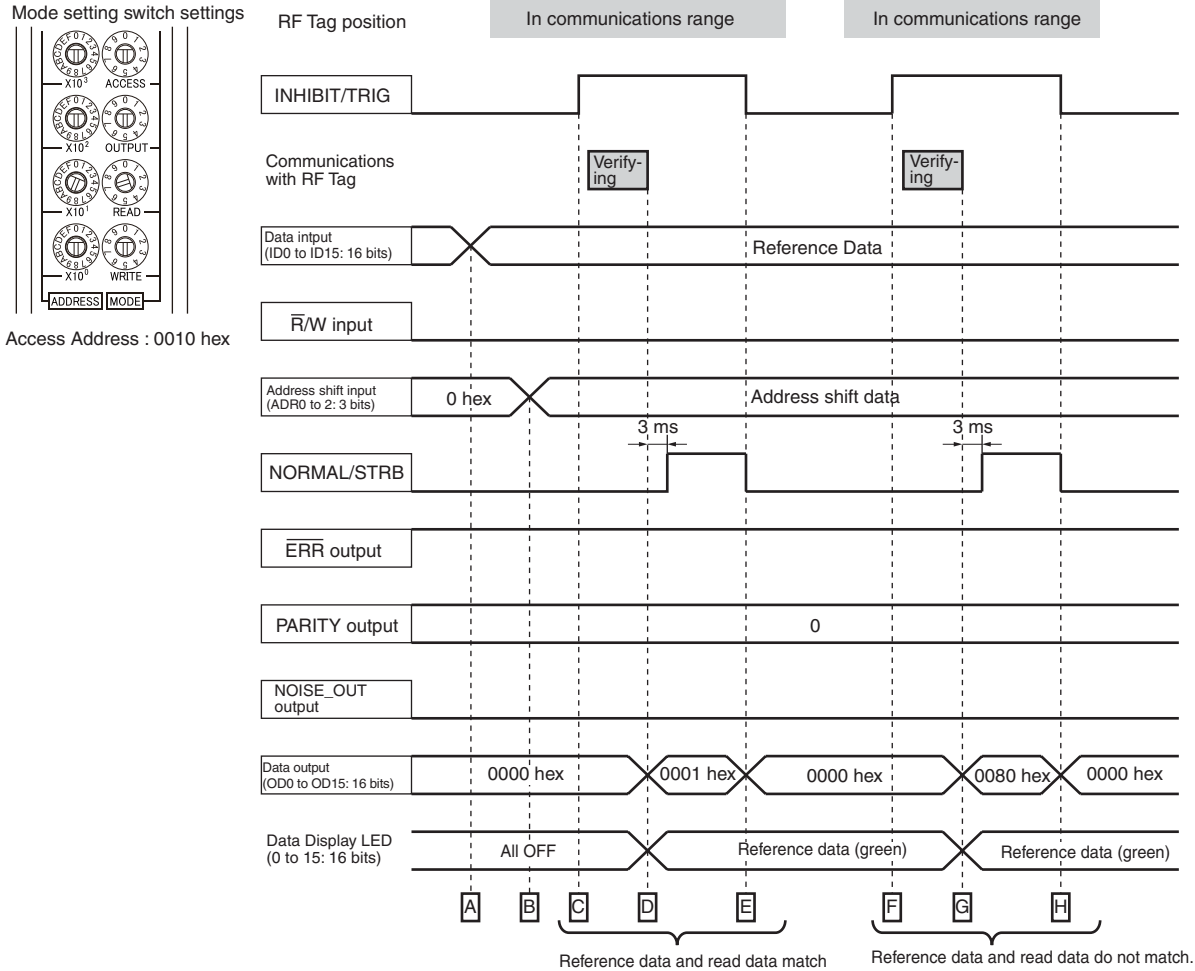 Mode setting switch settings
X10³ ACCESS
X10² OUTPUT
X10¹ READ
X10⁰ WRITE
ADDRESS MODE
Access Address : 0010 hex
RF Tag position
In communications range
In communications range
INHIBIT/TRIG
Communications
with RF Tag
Verify-
ing
Verify-
ing
Data intput
(ID0 to ID15: 16 bits)
Reference Data
R̅/W input
Address shift input
(ADR0 to 2: 3 bits)
0 hex
Address shift data
3 ms
3 ms
NORMAL/STRB
E̅R̅R̅ output
PARITY output
0
NOISE_OUT
output
Data output
(OD0 to OD15: 16 bits)
0000 hex
0001 hex
0000 hex
0080 hex
0000 hex
Data Display LED
(0 to 15: 16 bits)
All OFF
Reference data (green)
Reference data (green)
A B C D E F G H
Reference data and read data match
Reference data and read data do not match.